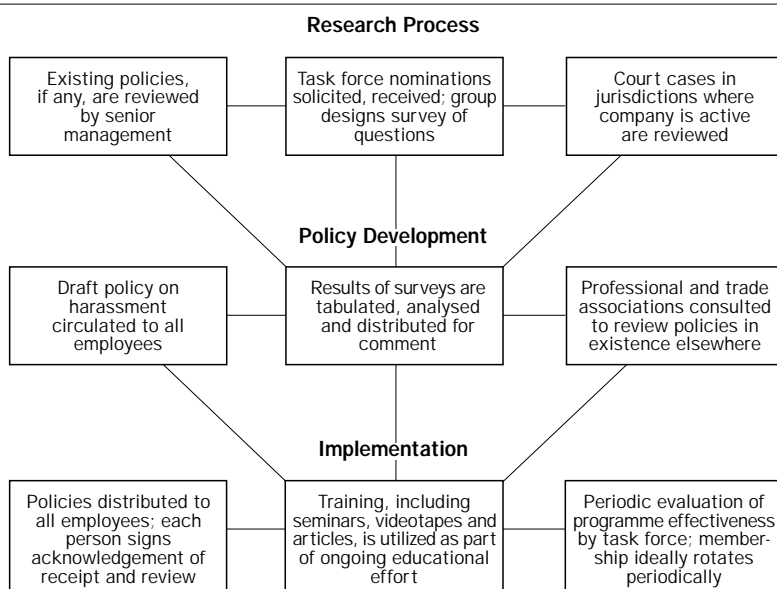 Research Process
Existing policies,
if any, are reviewed
by senior
management
Task force nominations
solicited, received; group
designs survey of
questions
Court cases in
jurisdictions where
company is active
are reviewed
Policy Development
Draft policy on
harassment
circulated to all
employees
Results of surveys are
tabulated, analysed
and distributed for
comment
Professional and trade
associations consulted
to review policies in
existence elsewhere
Implementation
Policies distributed to
all employees; each
person signs
acknowledgement of
receipt and review
Training, including
seminars, videotapes and
articles, is utilized as part
of ongoing educational
effort
Periodic evaluation of
programme effectiveness
by task force; member-
ship ideally rotates
periodically